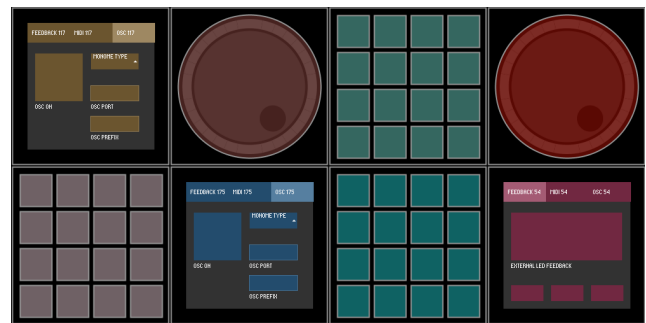 FEEDBACK 117 MIDI 117 OSC 117
MONOME TYPE
OSC ON OSC PORT
OSC PREFIX
FEEDBACK 175 MIDI 175 OSC 175
MONOME TYPE
OSC ON OSC PORT
OSC PREFIX
FEEDBACK 54 MIDI 54 OSC 54
EXTERNAL LED FEEDBACK